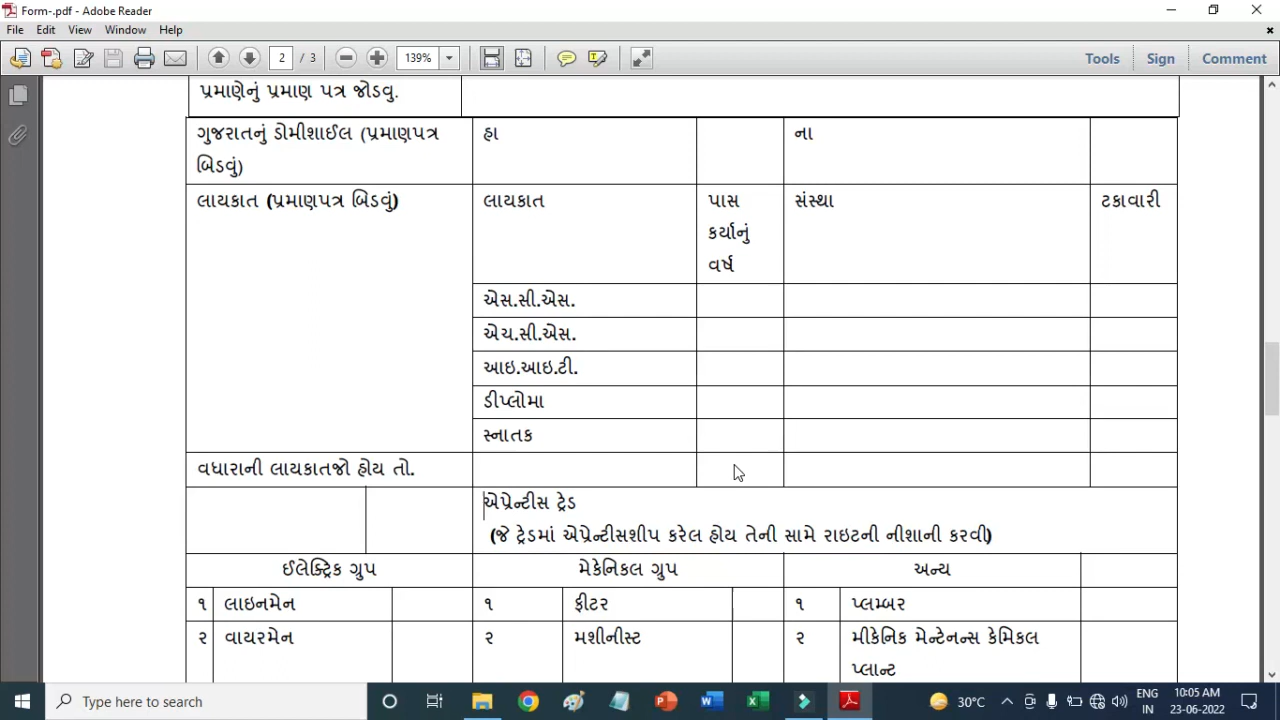 Form-.pdf - Adobe Reader
File Edit View Window Help
2 / 3 139% Tools Sign Comment
પ્રમાણેનું પ્રમાણ પત્ર જોડવુ.
ગુજરાતનું ડોમીશાઈલ (પ્રમાણપત્ર બિડવું) હા ના
લાયકાત (પ્રમાણપત્ર બિડવું) લાયકાત પાસ કર્યાનું વર્ષ સંસ્થા ટકાવારી
એસ.સી.એસ.
એચ.સી.એસ.
આઇ.આઇ.ટી.
ડીપ્લોમા
સ્નાતક
વધારાની લાયકાતજો હોય તો.
એપ્રેન્ટીસ ટ્રેડ
(જે ટ્રેડમાં એપ્રેન્ટીસશીપ કરેલ હોય તેની સામે રાઇટની નીશાની કરવી)
ઈલેક્ટ્રિક ગ્રુપ મેકેનિકલ ગ્રુપ અન્ય
૧ લાઇનમેન ૧ ફીટર ૧ પ્લમ્બર
૨ વાયરમેન ૨ મશીનીસ્ટ ૨ મીકેનિક મેન્ટેનન્સ કેમિકલ પ્લાન્ટ
Type here to search 30°C ENG IN 10:05 AM 23-06-2022